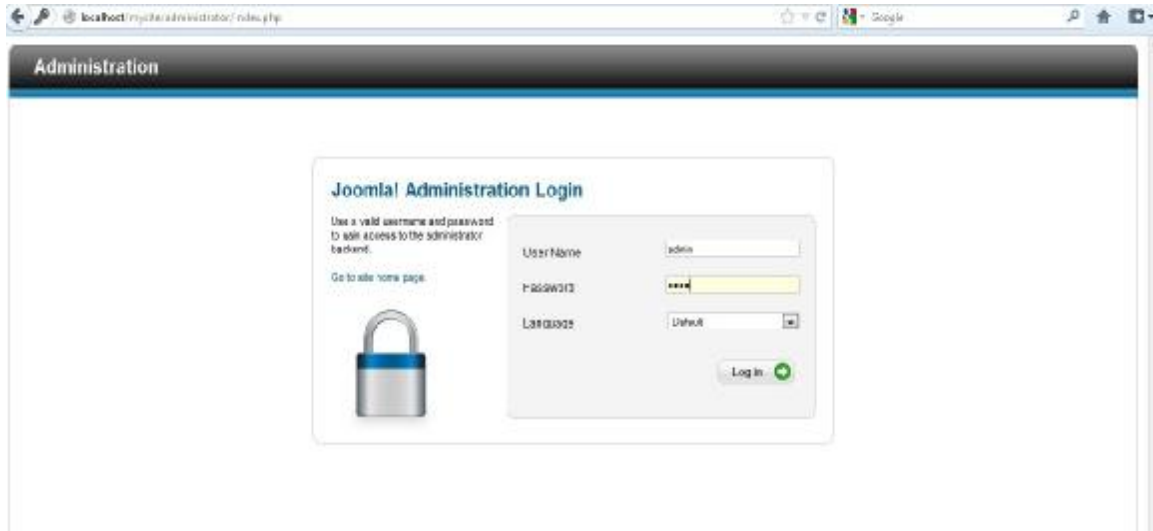 localhost/mysite/administrator/index.php
Google
Administration
Joomla! Administration Login
Use a valid username and password
to gain access to the administrator
backend.
Go to site home page.
User Name
admin
Password
Language
Default
Log in